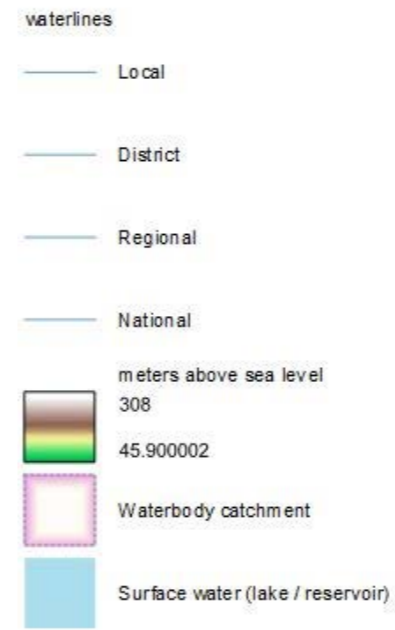 waterlines
Local
District
Regional
National
meters above sea level
308
45.900002
Waterbody catchment
Surface water (lake / reservoir)